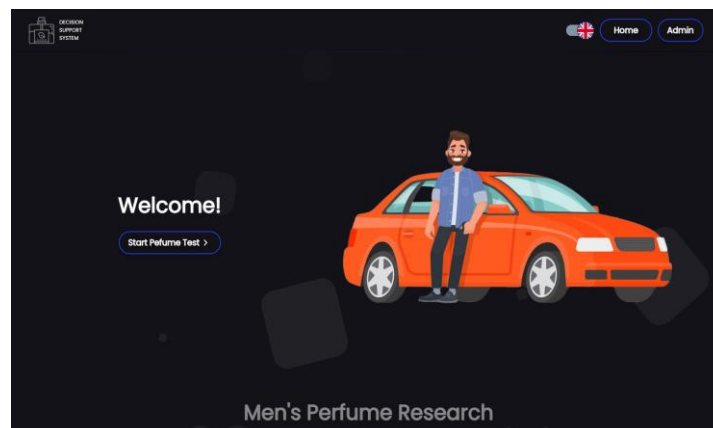 DECISION
SUPPORT
SYSTEM
Home
Admin
Welcome!
Start Pefume Test >
Men's Perfume Research